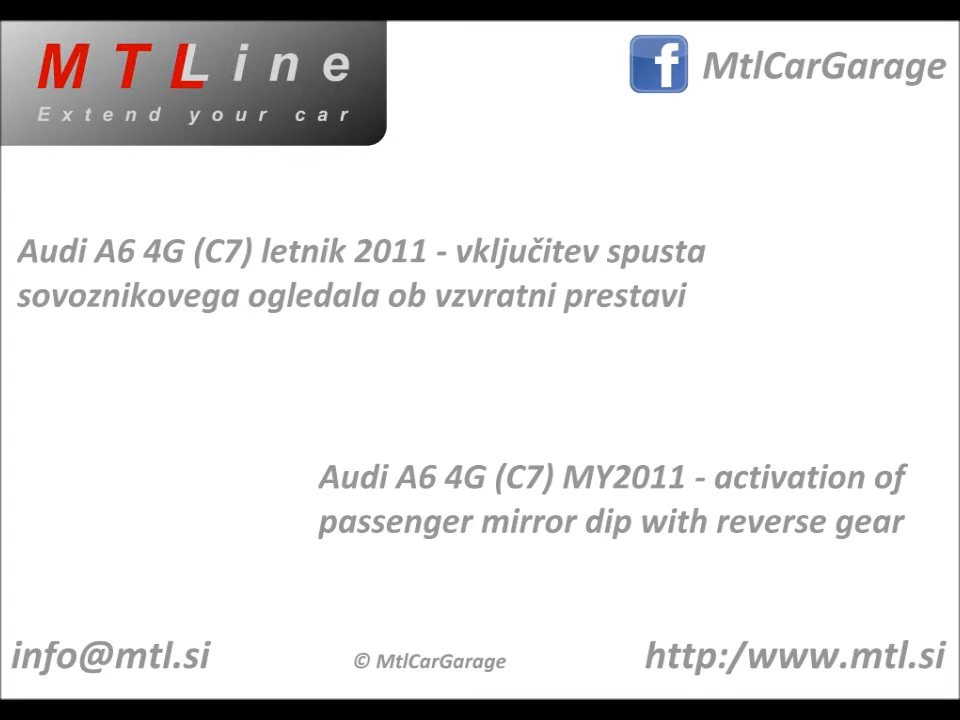 MTLLine
Extend your car
MtlCarGarage
Audi A6 4G (C7) letnik 2011 - vključitev spusta
sovoznikovega ogledala ob vzvratni prestavi
Audi A6 4G (C7) MY2011 - activation of
passenger mirror dip with reverse gear
info@mtl.si
© MtlCarGarage
http:/www.mtl.si